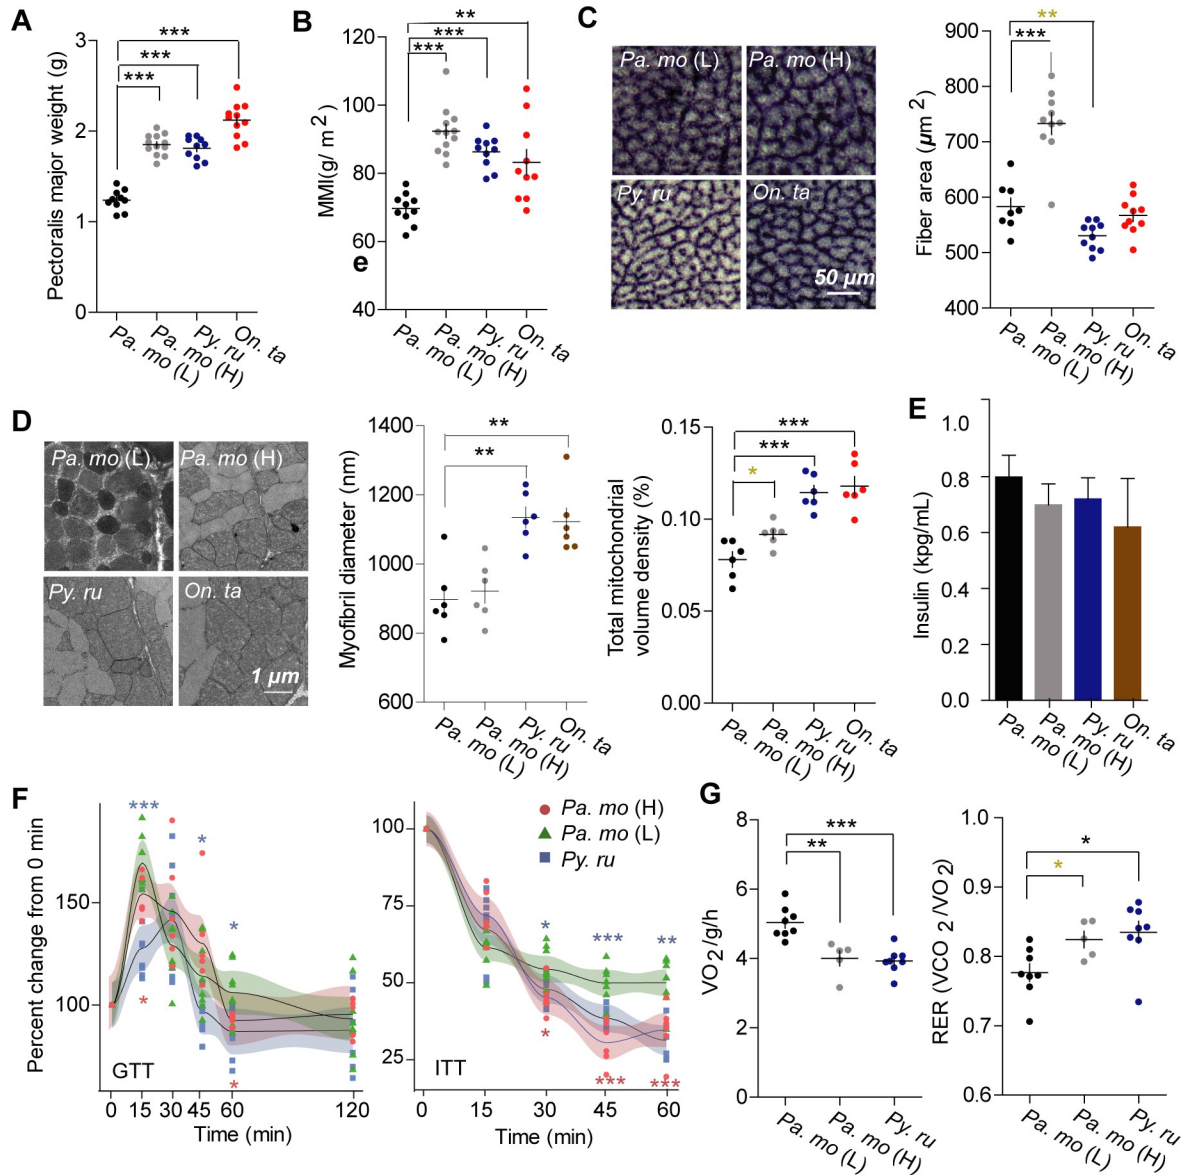 A
Pectoralis major weight (g)
3
2
1
0
***
***
***
Pa. mo (L)
Pa. mo (H)
Py. ru
On. ta
B
MMI(g/ m 2)
120
100
80
60
40
**
***
***
e
Pa. mo (L)
Pa. mo (H)
Py. ru
On. ta
C
Pa. mo (L)
Pa. mo (H)
Py. ru
On. ta
50 µm
Fiber area (µm 2)
900
800
700
600
500
400
**
***
Pa. mo (L)
Pa. mo (H)
Py. ru
On. ta
D
Pa. mo (L)
Pa. mo (H)
Py. ru
On. ta
1 µm
Myofibril diameter (nm)
1400
1200
1000
800
600
**
**
Pa. mo (L)
Pa. mo (H)
Py. ru
On. ta
Total mitochondrial
volume density (%)
0.15
0.10
0.05
0.00
***
***
*
Pa. mo (L)
Pa. mo (H)
Py. ru
On. ta
E
Insulin (kpg/mL)
1.0
0.8
0.6
0.4
0.2
0.0
Pa. mo (L)
Pa. mo (H)
Py. ru
On. ta
F
Percent change from 0 min
150
100
***
*
*
*
*
GTT
0 15 30 45 60 120
Time (min)
100
75
50
25
* *** **
* *** ***
ITT
0 15 30 45 60
Time (min)
Pa. mo (H)
Pa. mo (L)
Py. ru
G
VO2/g/h
8
6
4
2
0
***
**
Pa. mo (L)
Pa. mo (H)
Py. ru
RER (VCO 2/VO2)
1.0
0.9
0.8
0.7
0.6
*
*
Pa. mo (L)
Pa. mo (H)
Py. ru